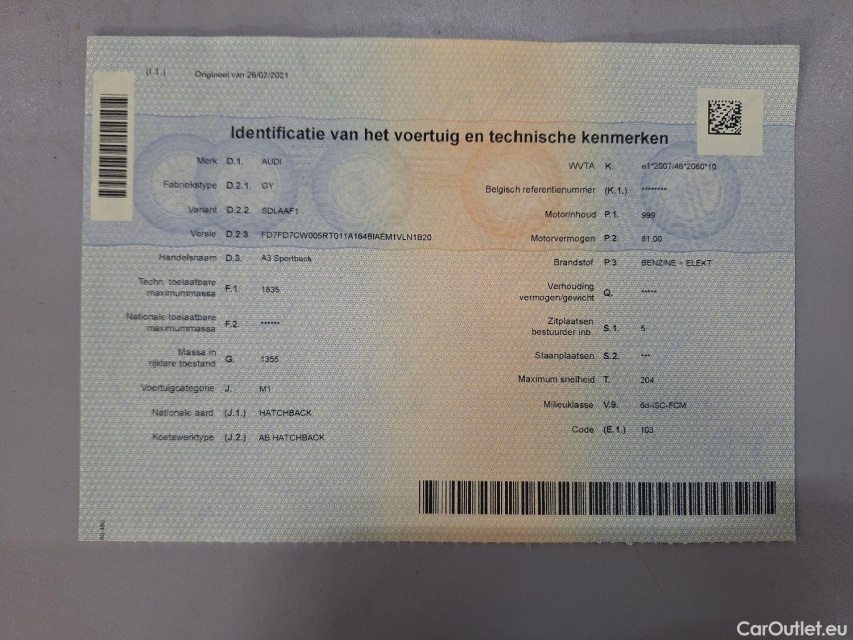 (I.1.) Origineel van 26/02/2021
Identificatie van het voertuig en technische kenmerken
Merk D.1. AUDI
Fabriekstype D.2.1. GY
Variant D.2.2. SDLAAF1
Versie D.2.3. FD7FD7CW005RT011A164BIAEM1VLN1B20
Handelsnaam D.3. A3 Sportback
Techn. toelaatbare
maximummassa F.1. 1835
Nationale toelaatbare
maximummassa F.2. ******
Massa in
rijklare toestand G. 1355
Voertuigcategorie J. M1
Nationale aard (J.1.) HATCHBACK
Koetswerktype (J.2.) AB HATCHBACK
WVTA K. e1*2007/46*2060*10
Belgisch referentienummer (K.1.) ********
Motorinhoud P.1. 999
Motorvermogen P.2. 81,00
Brandstof P.3. BENZINE + ELEKT
Verhouding
vermogen/gewicht Q. *****
Zitplaatsen
bestuurder inb. S.1. 5
Staanplaatsen S.2. ***
Maximum snelheid T. 204
Milieuklasse V.9. 6d-ISC-FCM
Code (E.1.) 103
CarOutlet.eu